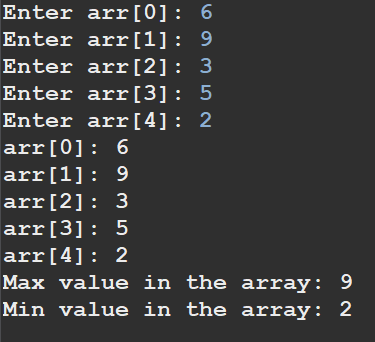 Enter arr[0]: 6
Enter arr[1]: 9
Enter arr[2]: 3
Enter arr[3]: 5
Enter arr[4]: 2
arr[0]: 6
arr[1]: 9
arr[2]: 3
arr[3]: 5
arr[4]: 2
Max value in the array: 9
Min value in the array: 2